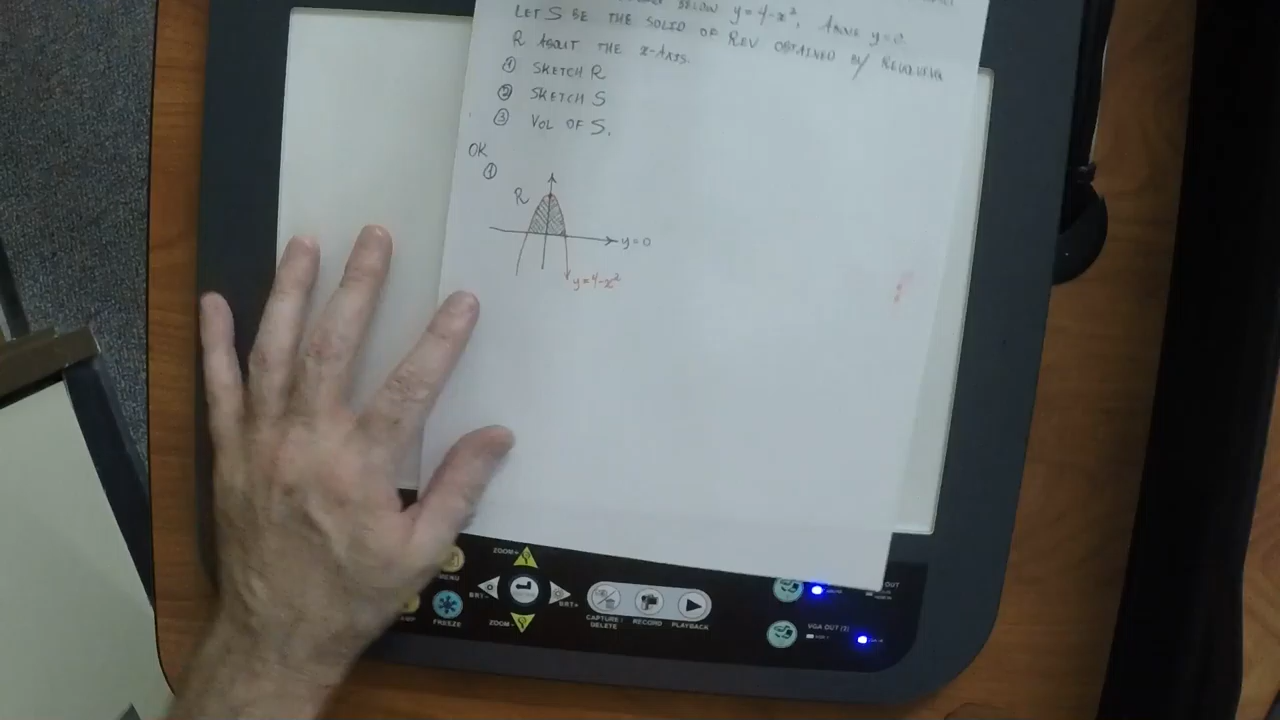 BELOW y=4-x², ABOVE y=0.
LET S BE THE SOLID OF REV OBTAINED BY REVOLVING
R ABOUT THE x-AXIS.
① SKETCH R
② SKETCH S
③ VOL OF S.
OK
①
R
y=0
y=4-x²
ZOOM+
MENU
BRT-
BRT+
FREEZE
ZOOM-
CAPTURE / DELETE
RECORD
PLAYBACK
OUT
VGA OUT (2)